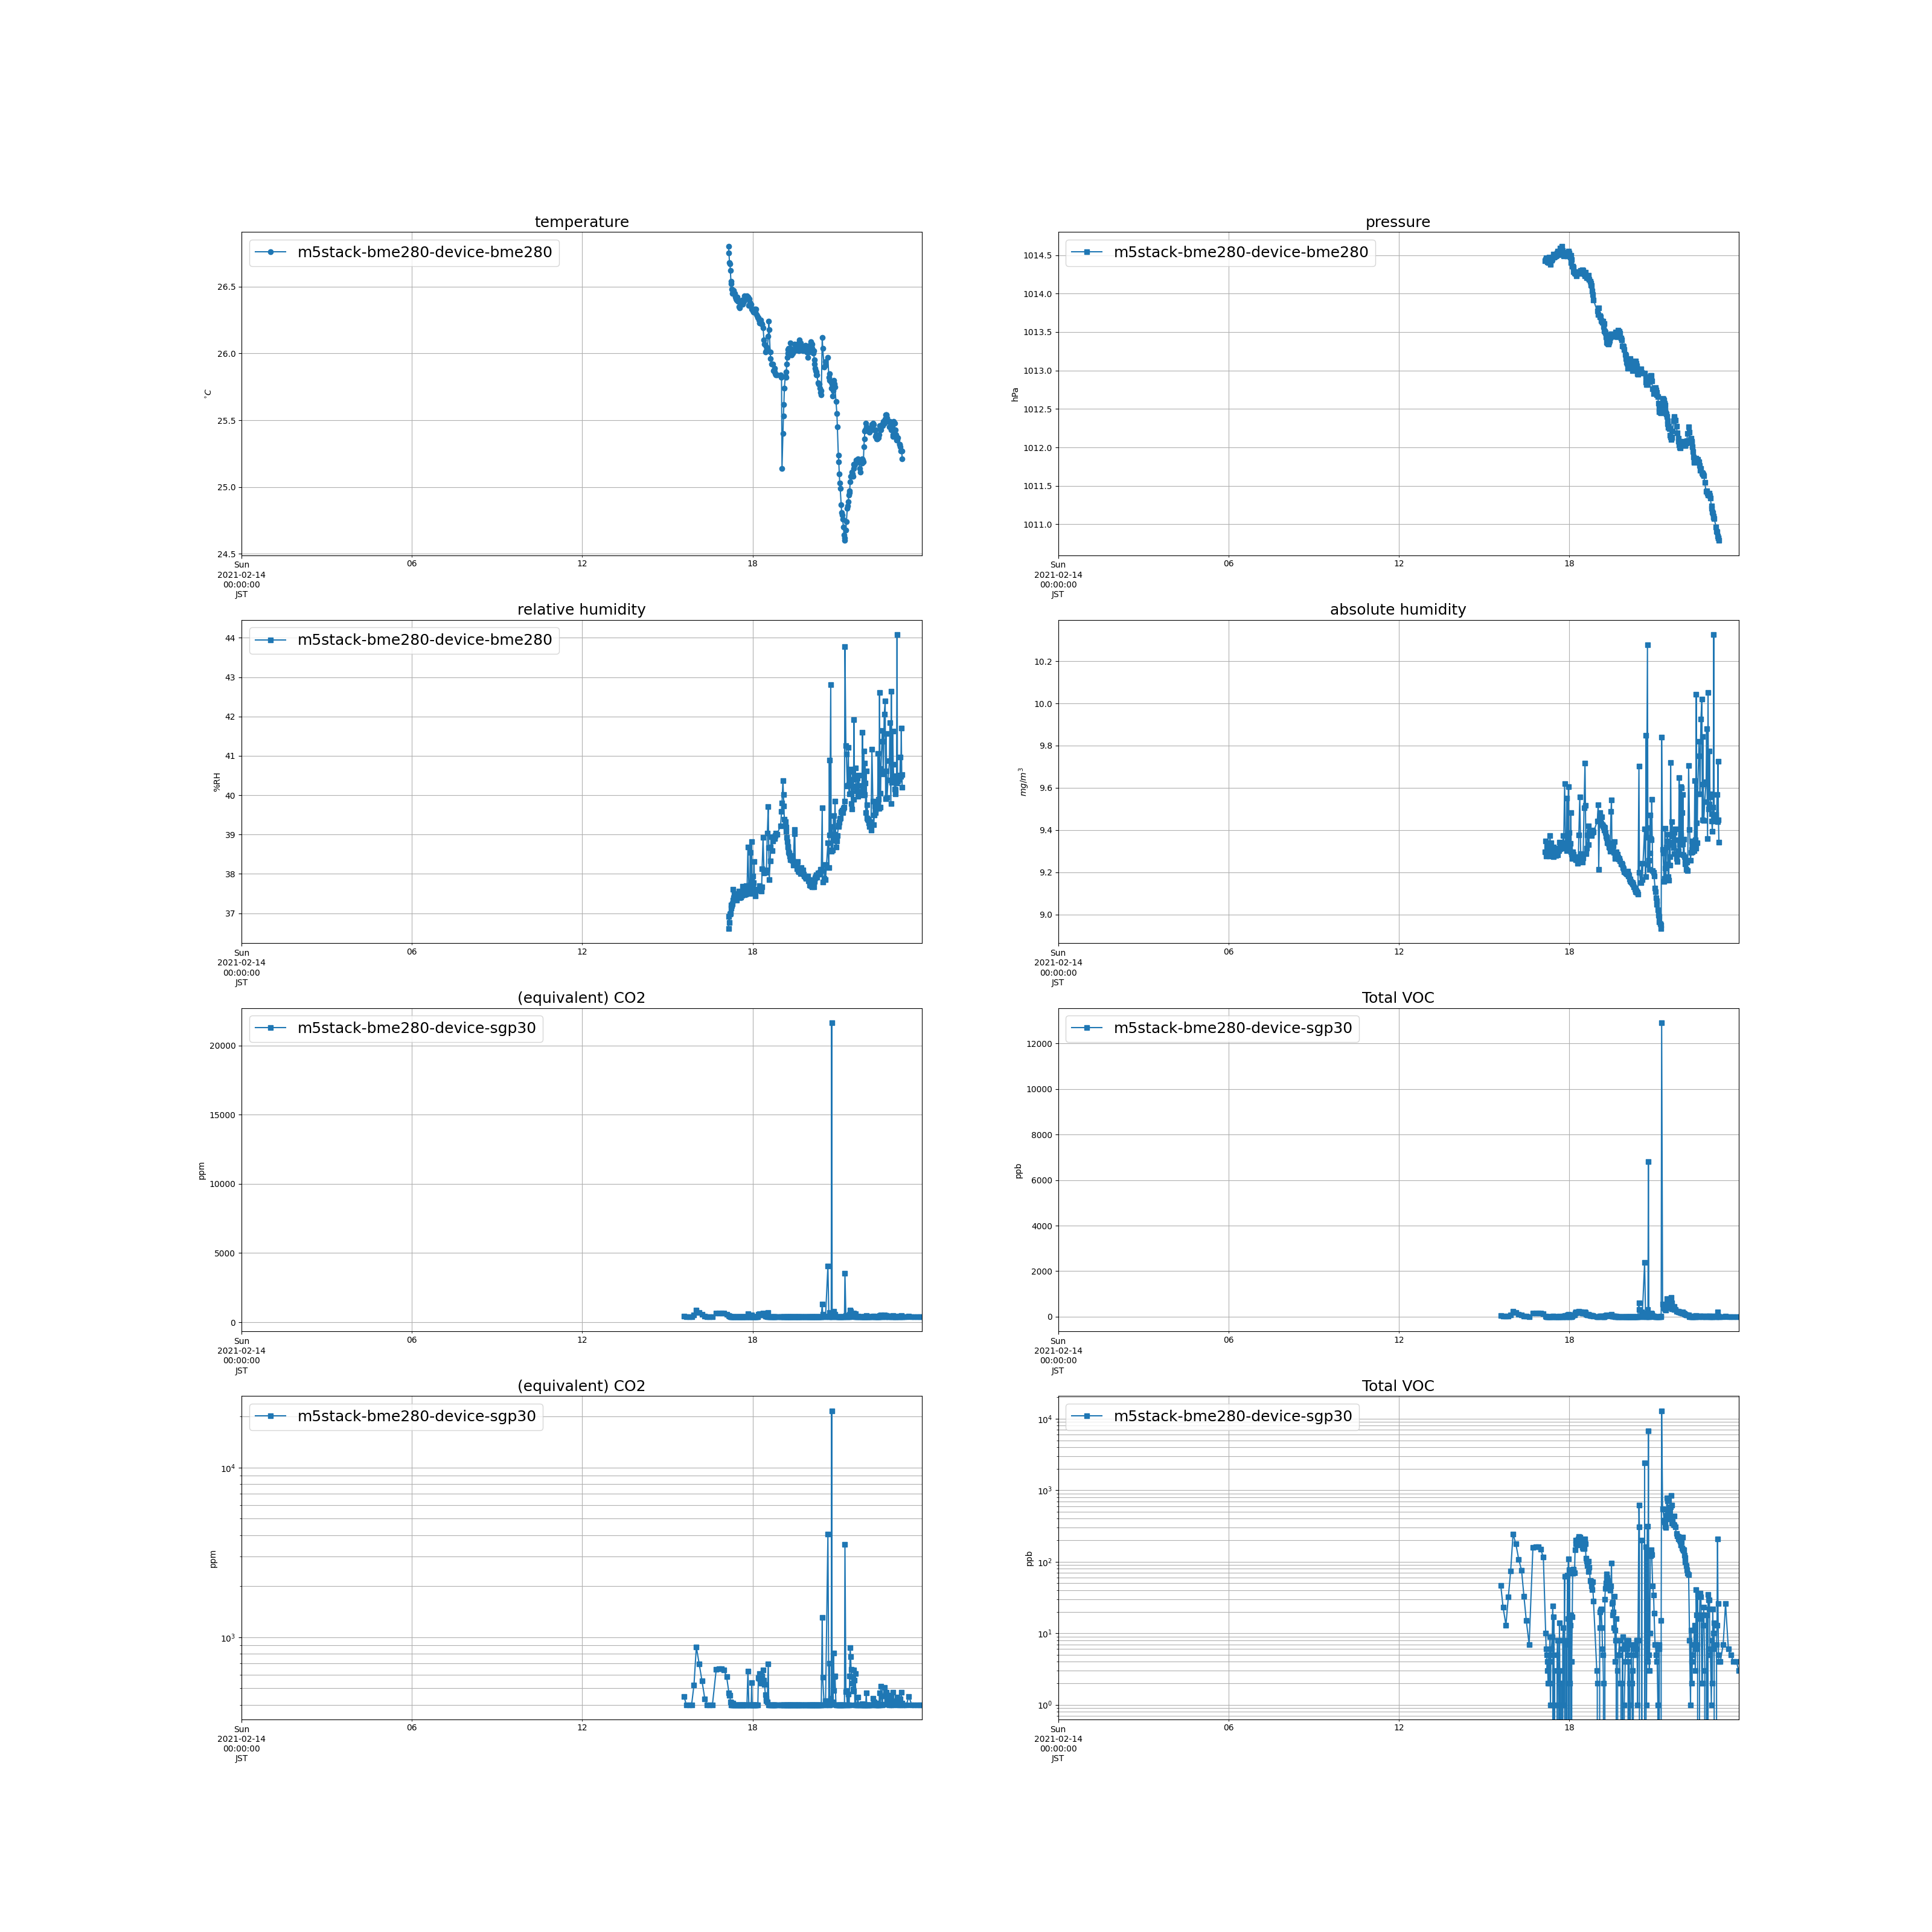 temperature
m5stack-bme280-device-bme280
°C
26.5
26.0
25.5
25.0
24.5
06
12
18
Sun
2021-02-14
00:00:00
JST
pressure
m5stack-bme280-device-bme280
hPa
1014.5
1014.0
1013.5
1013.0
1012.5
1012.0
1011.5
1011.0
06
12
18
Sun
2021-02-14
00:00:00
JST
relative humidity
m5stack-bme280-device-bme280
%RH
44
43
42
41
40
39
38
37
06
12
18
Sun
2021-02-14
00:00:00
JST
absolute humidity
mg/m³
10.2
10.0
9.8
9.6
9.4
9.2
9.0
06
12
18
Sun
2021-02-14
00:00:00
JST
(equivalent) CO2
m5stack-bme280-device-sgp30
ppm
20000
15000
10000
5000
0
06
12
18
Sun
2021-02-14
00:00:00
JST
Total VOC
m5stack-bme280-device-sgp30
ppb
12000
10000
8000
6000
4000
2000
0
06
12
18
Sun
2021-02-14
00:00:00
JST
(equivalent) CO2
m5stack-bme280-device-sgp30
ppm
10⁴
10³
06
12
18
Sun
2021-02-14
00:00:00
JST
Total VOC
m5stack-bme280-device-sgp30
ppb
10⁴
10³
10²
10¹
10⁰
06
12
18
Sun
2021-02-14
00:00:00
JST